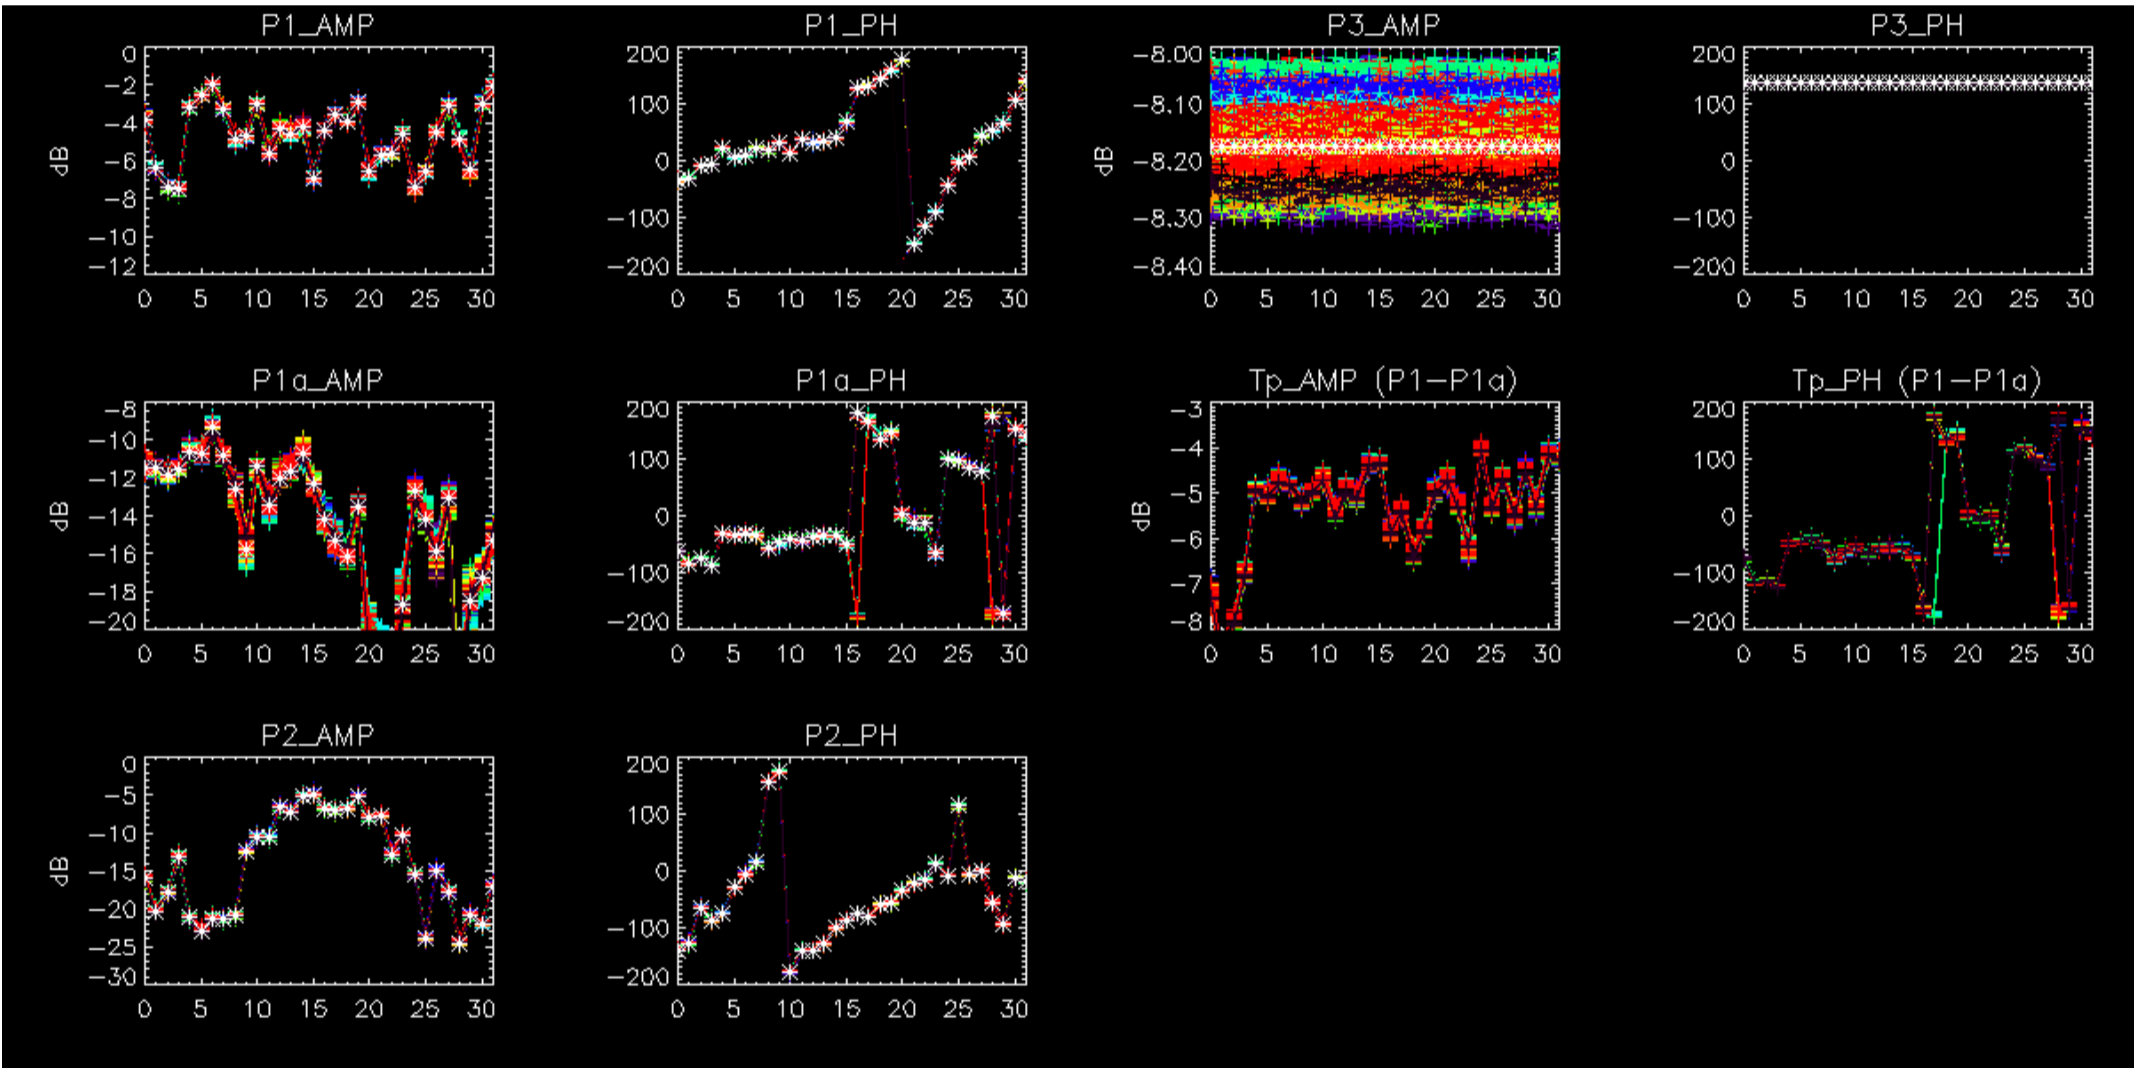 P1_AMP
0
−2
−4
−6
−8
−10
−12
dB
0 5 10 15 20 25 30
P1_PH
200
100
0
−100
−200
0 5 10 15 20 25 30
P3_AMP
−8.00
−8.10
−8.20
−8.30
−8.40
dB
0 5 10 15 20 25 30
P3_PH
200
100
0
−100
−200
0 5 10 15 20 25 30
P1a_AMP
−8
−10
−12
−14
−16
−18
−20
dB
0 5 10 15 20 25 30
P1a_PH
200
100
0
−100
−200
0 5 10 15 20 25 30
Tp_AMP (P1−P1a)
−3
−4
−5
−6
−7
−8
dB
0 5 10 15 20 25 30
Tp_PH (P1−P1a)
200
100
0
−100
−200
0 5 10 15 20 25 30
P2_AMP
0
−5
−10
−15
−20
−25
−30
dB
0 5 10 15 20 25 30
P2_PH
200
100
0
−100
−200
0 5 10 15 20 25 30